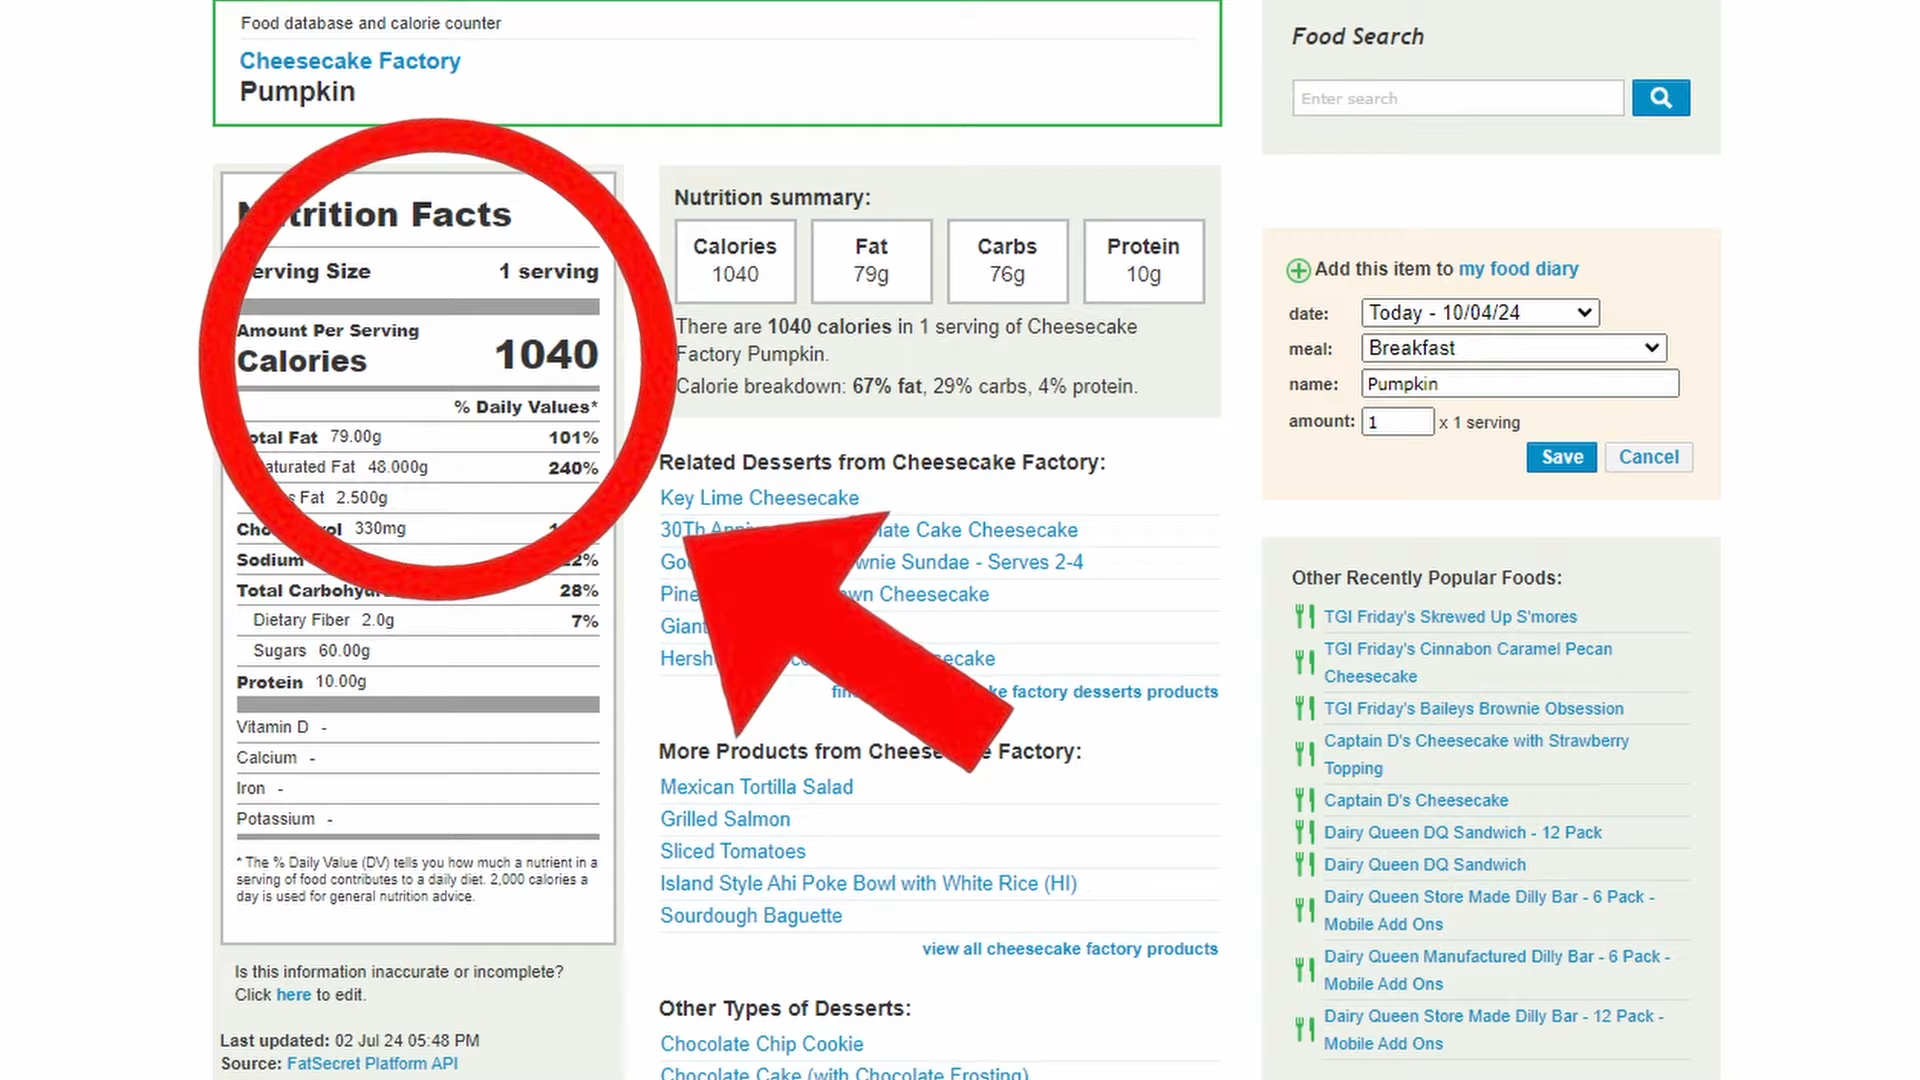 Food database and calorie counter
Cheesecake Factory
Pumpkin
Nutrition Facts
Serving Size 1 serving
Amount Per Serving
Calories 1040
% Daily Values*
Total Fat 79.00g 101%
Saturated Fat 48.000g 240%
Fat 2.500g
330mg
Sodium
Total 28%
Dietary Fiber 2.0g 7%
Sugars 60.00g
Protein 10.00g
Vitamin D -
Calcium -
Iron -
Potassium -
* The % Daily Value (DV) tells you how much a nutrient in a
serving of food contributes to a daily diet. 2,000 calories a
day is used for general nutrition advice.
Is this information inaccurate or incomplete?
Click here to edit.
Last updated: 02 Jul 24 05:48 PM
Source: FatSecret Platform API
Nutrition summary:
Calories
1040
Fat
79g
Carbs
76g
Protein
10g
There are 1040 calories in 1 serving of Cheesecake
Factory Pumpkin.
Calorie breakdown: 67% fat, 29% carbs, 4% protein.
Related Desserts from Cheesecake Factory:
Key Lime Cheesecake
30Th Cake Cheesecake
Sundae - Serves 2-4
Cheesecake
factory desserts products
More Products from Cheesecake Factory:
Mexican Tortilla Salad
Grilled Salmon
Sliced Tomatoes
Island Style Ahi Poke Bowl with White Rice (HI)
Sourdough Baguette
view all cheesecake factory products
Other Types of Desserts:
Chocolate Chip Cookie
Chocolate Cake (with Chocolate Frosting)
Food Search
Enter search
Add this item to my food diary
date: Today - 10/04/24
meal: Breakfast
name: Pumpkin
amount: 1 x 1 serving
Save Cancel
Other Recently Popular Foods:
TGI Friday's Skrewed Up S'mores
TGI Friday's Cinnabon Caramel Pecan
Cheesecake
TGI Friday's Baileys Brownie Obsession
Captain D's Cheesecake with Strawberry
Topping
Captain D's Cheesecake
Dairy Queen DQ Sandwich - 12 Pack
Dairy Queen DQ Sandwich
Dairy Queen Store Made Dilly Bar - 6 Pack -
Mobile Add Ons
Dairy Queen Manufactured Dilly Bar - 6 Pack -
Mobile Add Ons
Dairy Queen Store Made Dilly Bar - 12 Pack -
Mobile Add Ons